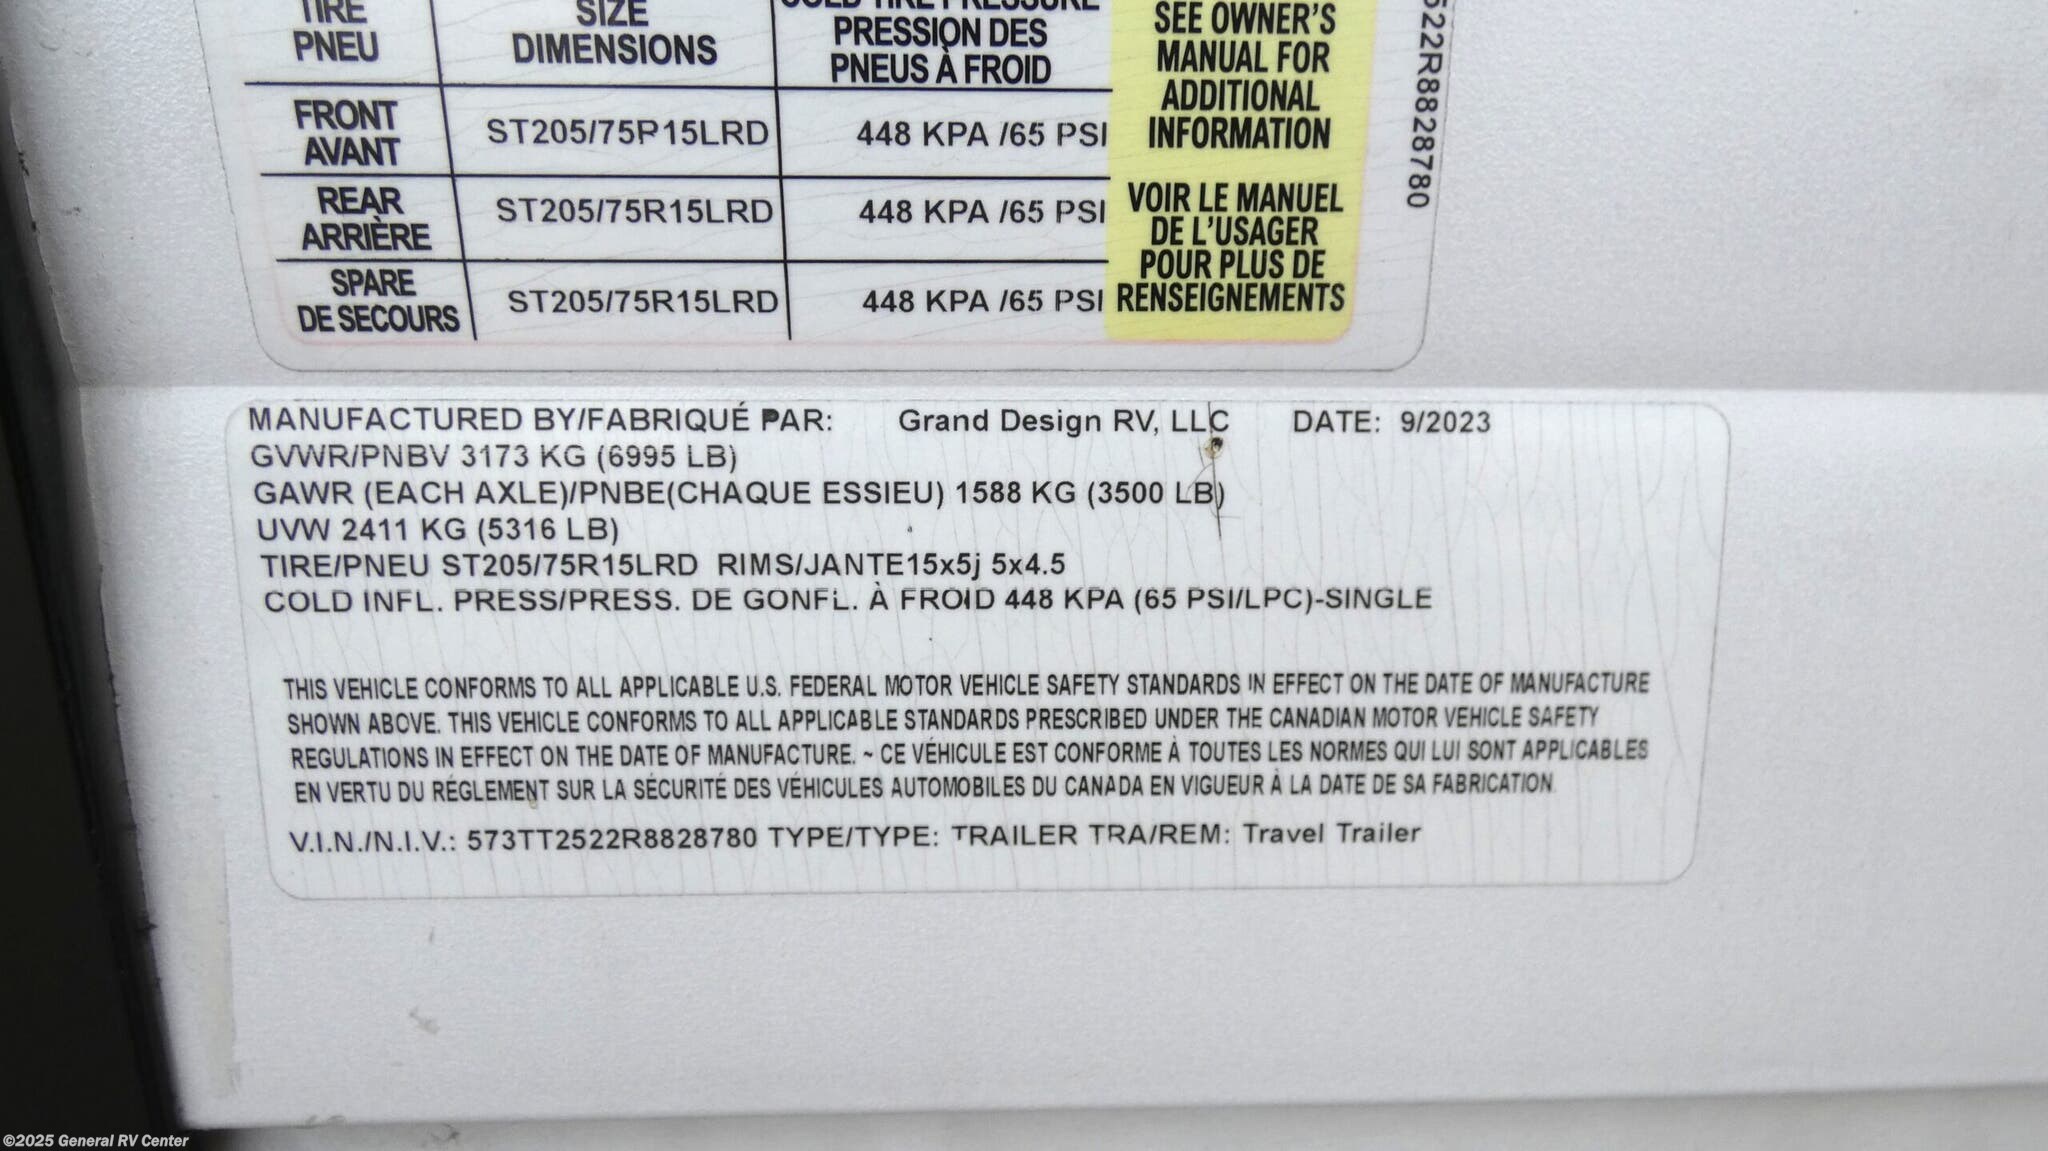 TIRE SIZE COLD TIRE PRESSURE SEE OWNER'S
PNEU DIMENSIONS PRESSION DES MANUAL FOR
PNEUS À FROID ADDITIONAL
INFORMATION
FRONT ST205/75R15LRD 448 KPA /65 PSI
AVANT
REAR ST205/75R15LRD 448 KPA /65 PSI
ARRIÈRE
SPARE ST205/75R15LRD 448 KPA /65 PSI
DE SECOURS
VOIR LE MANUEL
DE L'USAGER
POUR PLUS DE
RENSEIGNEMENTS
522R8828780
MANUFACTURED BY/FABRIQUÉ PAR: Grand Design RV, LLC DATE: 9/2023
GVWR/PNBV 3173 KG (6995 LB)
GAWR (EACH AXLE)/PNBE(CHAQUE ESSIEU) 1588 KG (3500 LB)
UVW 2411 KG (5316 LB)
TIRE/PNEU ST205/75R15LRD RIMS/JANTE15x5j 5x4.5
COLD INFL. PRESS/PRESS. DE GONFL. À FROID 448 KPA (65 PSI/LPC)-SINGLE
THIS VEHICLE CONFORMS TO ALL APPLICABLE U.S. FEDERAL MOTOR VEHICLE SAFETY STANDARDS IN EFFECT ON THE DATE OF MANUFACTURE
SHOWN ABOVE. THIS VEHICLE CONFORMS TO ALL APPLICABLE STANDARDS PRESCRIBED UNDER THE CANADIAN MOTOR VEHICLE SAFETY
REGULATIONS IN EFFECT ON THE DATE OF MANUFACTURE. ~ CE VÉHICULE EST CONFORME À TOUTES LES NORMES QUI LUI SONT APPLICABLES
EN VERTU DU RÉGLEMENT SUR LA SÉCURITÉ DES VÉHICULES AUTOMOBILES DU CANADA EN VIGUEUR À LA DATE DE SA FABRICATION.
V.I.N./N.I.V.: 573TT2522R8828780 TYPE/TYPE: TRAILER TRA/REM: Travel Trailer
©2025 General RV Center